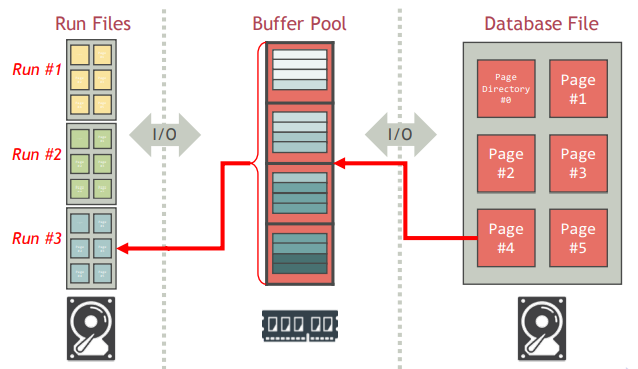 Run Files
Buffer Pool
Database File
Run #1
Run #2
Run #3
I/O
I/O
Page
Directory
#0
Page
#1
Page
#2
Page
#3
Page
#4
Page
#5